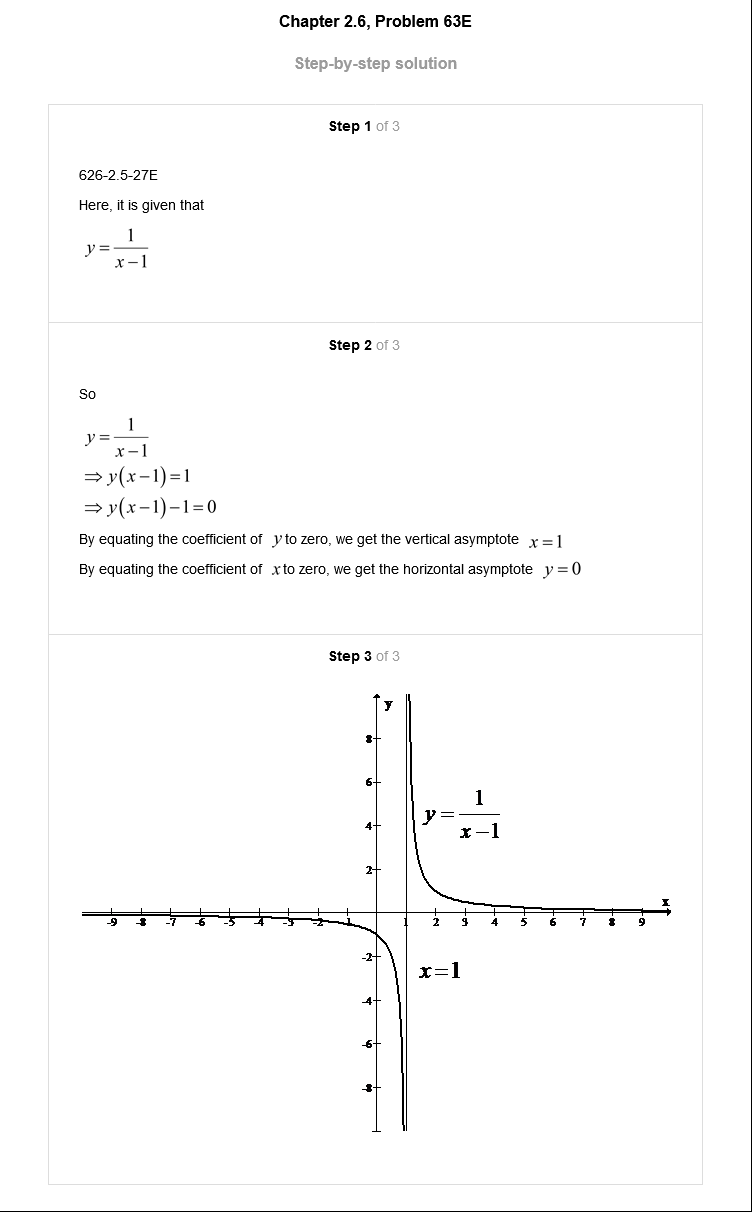 Chapter 2.6, Problem 63E
Step-by-step solution
Step 1 of 3
626-2.5-27E
Here, it is given that
y = 1/(x−1)
Step 2 of 3
So
y = 1/(x−1)
⇒ y(x−1)=1
⇒ y(x−1)−1=0
By equating the coefficient of y to zero, we get the vertical asymptote x=1
By equating the coefficient of x to zero, we get the horizontal asymptote y=0
Step 3 of 3
y
8
6
y = 1/(x−1)
4
2
x
-9 -8 -7 -6 -5 -4 -3 -2 -1 1 2 3 4 5 6 7 8 9
-2
x=1
-4
-6
-8